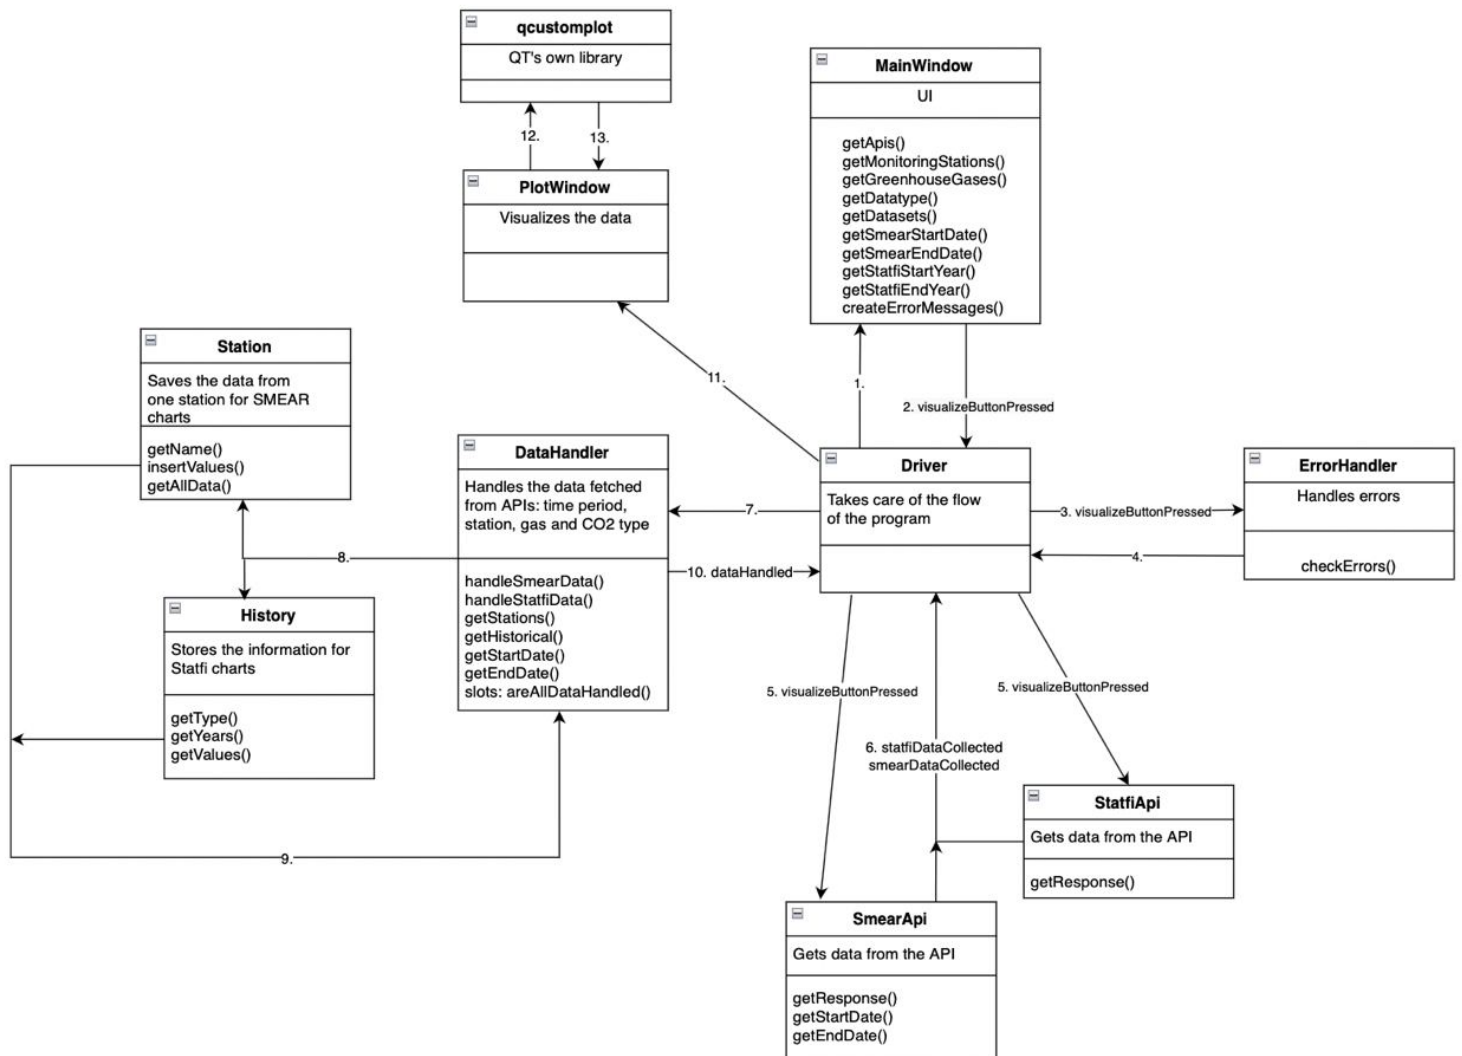 qcustomplot
QT's own library
12.
13.
PlotWindow
Visualizes the data
MainWindow
UI
getApis()
getMonitoringStations()
getGreenhouseGases()
getDatatype()
getDatasets()
getSmearStartDate()
getSmearEndDate()
getStatfiStartYear()
getStatfiEndYear()
createErrorMessages()
11.
1.
2. visualizeButtonPressed
Station
Saves the data from
one station for SMEAR
charts
getName()
insertValues()
getAllData()
DataHandler
Handles the data fetched
from APIs: time period,
station, gas and CO2 type
handleSmearData()
handleStatfiData()
getStations()
getHistorical()
getStartDate()
getEndDate()
slots: areAllDataHandled()
7.
8.
10. dataHandled
Driver
Takes care of the flow
of the program
3. visualizeButtonPressed
4.
ErrorHandler
Handles errors
checkErrors()
History
Stores the information for
Statfi charts
getType()
getYears()
getValues()
9.
5. visualizeButtonPressed
5. visualizeButtonPressed
6. statfiDataCollected
smearDataCollected
StatfiApi
Gets data from the API
getResponse()
SmearApi
Gets data from the API
getResponse()
getStartDate()
getEndDate()